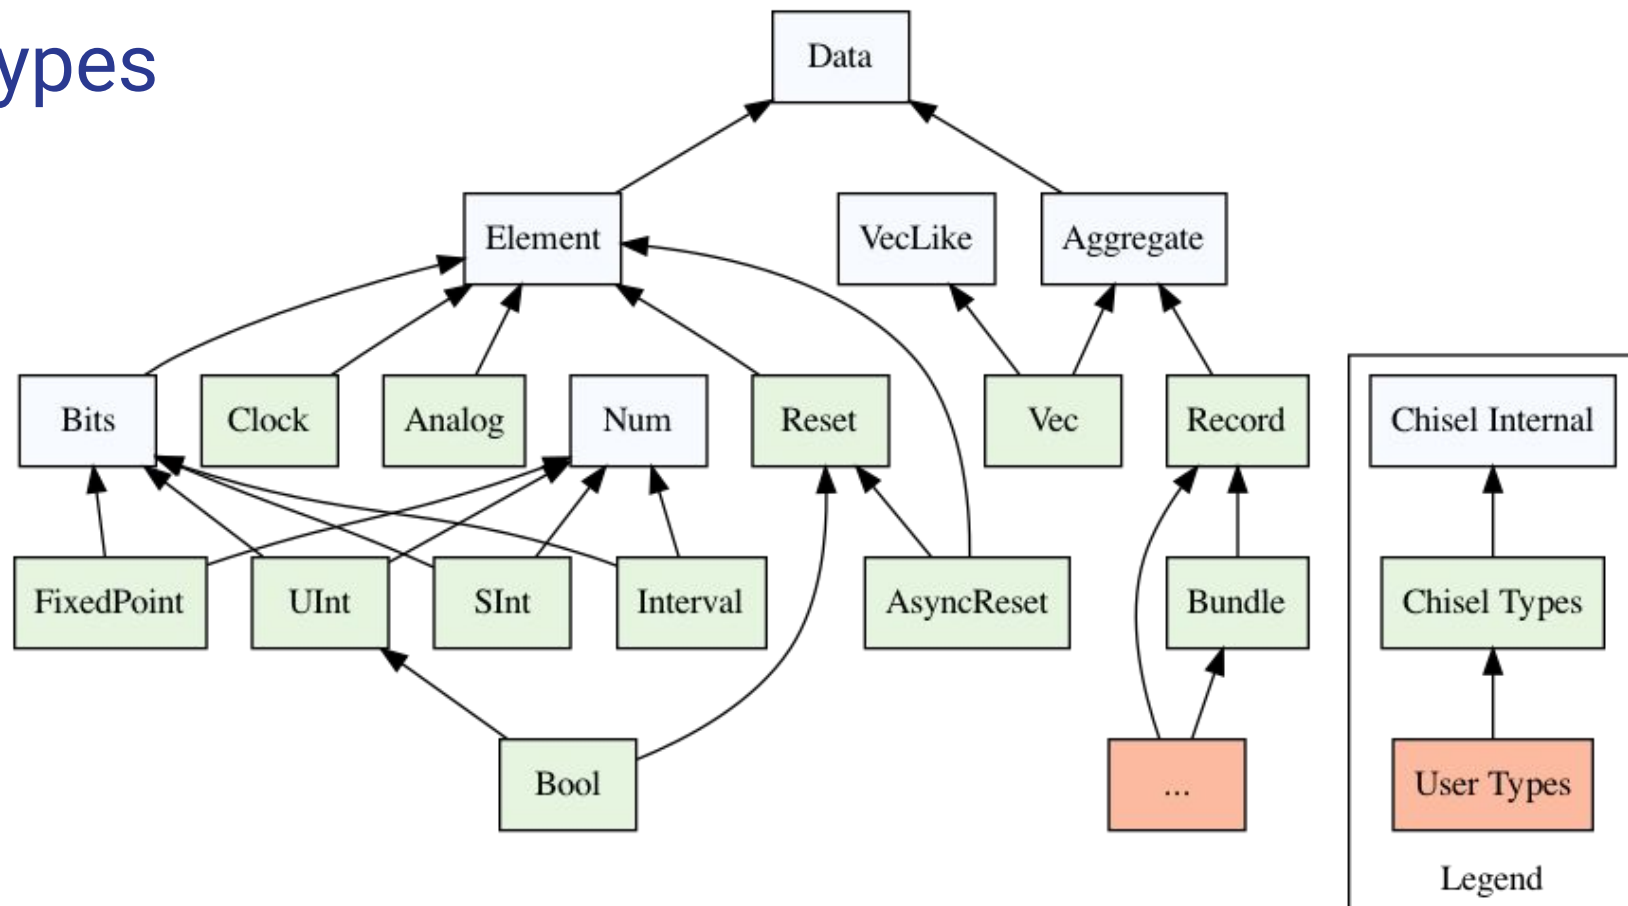 ypes
Data
Element
VecLike
Aggregate
Bits
Clock
Analog
Num
Reset
Vec
Record
Chisel Internal
FixedPoint
UInt
SInt
Interval
AsyncReset
Bundle
Chisel Types
Bool
...
User Types
Legend